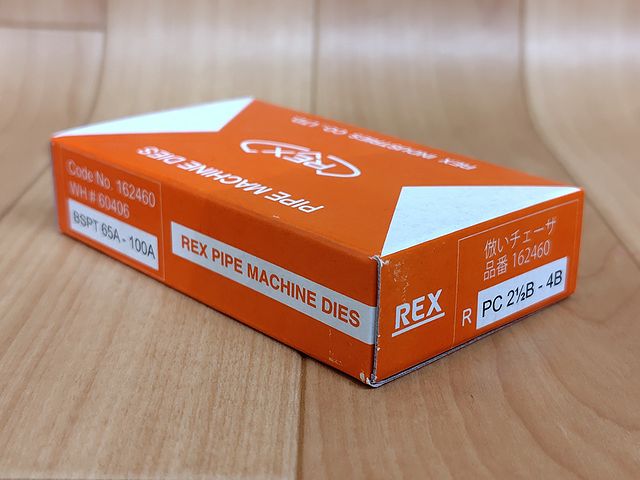 REX INDUSTRIES CO., LTD.
REX
PIPE MACHINE DIES
Code No. 162460
WH # 60406
BSPT 65A - 100A
REX PIPE MACHINE DIES
REX
倣いチェーザ
品番 162460
R PC 2½B - 4B